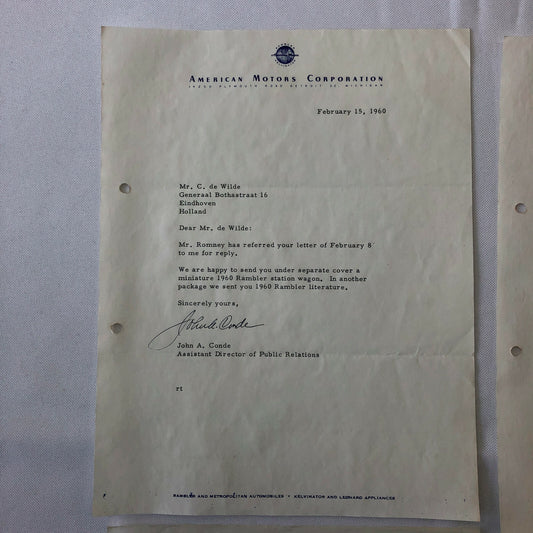 AMERICAN MOTORS CORPORATION
14250 PLYMOUTH ROAD DETROIT 32, MICHIGAN
February 15, 1960
Mr. C. de Wilde
Generaal Bothastraat 16
Eindhoven
Holland
Dear Mr. de Wilde:
Mr. Romney has referred your letter of February 8
to me for reply.
We are happy to send you under separate cover a
miniature 1960 Rambler station wagon. In another
package we sent you 1960 Rambler literature.
Sincerely yours,
John A. Conde
John A. Conde
Assistant Director of Public Relations
rt
RAMBLER AND METROPOLITAN AUTOMOBILES • KELVINATOR AND LEONARD APPLIANCES